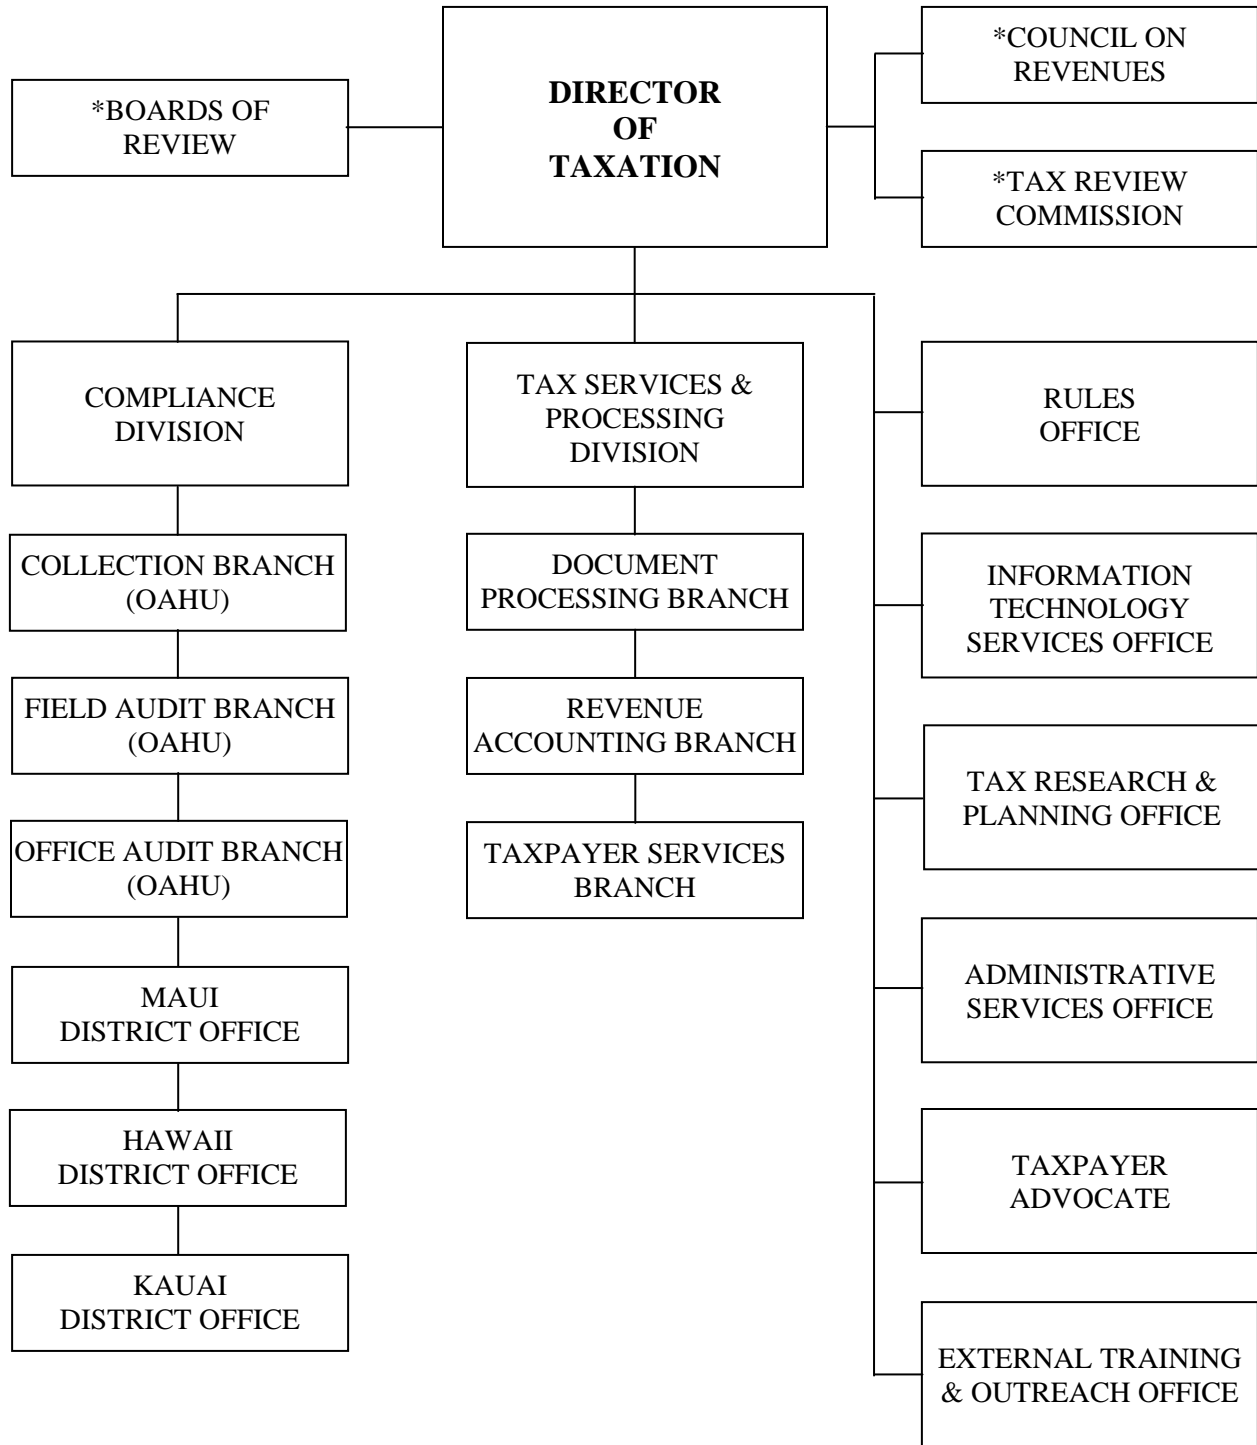 *BOARDS OF
REVIEW
DIRECTOR
OF
TAXATION
*COUNCIL ON
REVENUES
*TAX REVIEW
COMMISSION
COMPLIANCE
DIVISION
COLLECTION BRANCH
(OAHU)
FIELD AUDIT BRANCH
(OAHU)
OFFICE AUDIT BRANCH
(OAHU)
MAUI
DISTRICT OFFICE
HAWAII
DISTRICT OFFICE
KAUAI
DISTRICT OFFICE
TAX SERVICES &
PROCESSING
DIVISION
DOCUMENT
PROCESSING BRANCH
REVENUE
ACCOUNTING BRANCH
TAXPAYER SERVICES
BRANCH
RULES
OFFICE
INFORMATION
TECHNOLOGY
SERVICES OFFICE
TAX RESEARCH &
PLANNING OFFICE
ADMINISTRATIVE
SERVICES OFFICE
TAXPAYER
ADVOCATE
EXTERNAL TRAINING
& OUTREACH OFFICE